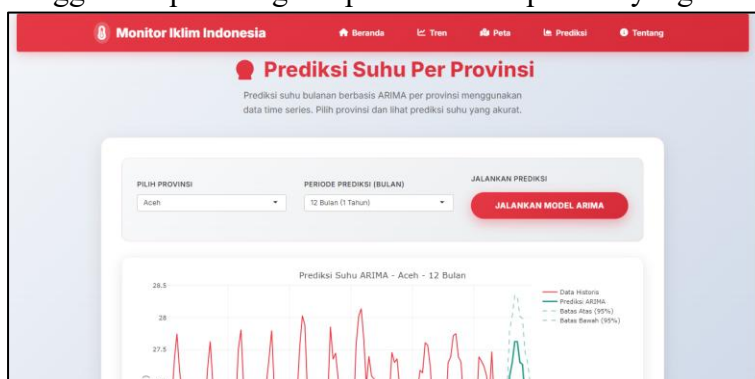 Monitor Iklim Indonesia
Beranda
Tren
Peta
Prediksi
Tentang
Prediksi Suhu Per Provinsi
Prediksi suhu bulanan berbasis ARIMA per provinsi menggunakan
data time series. Pilih provinsi dan lihat prediksi suhu yang akurat.
PILIH PROVINSI
Aceh
PERIODE PREDIKSI (BULAN)
12 Bulan (1 Tahun)
JALANKAN PREDIKSI
JALANKAN MODEL ARIMA
Prediksi Suhu ARIMA - Aceh - 12 Bulan
28.5
28
27.5
Data Historis
Prediksi ARIMA
Batas Atas (95%)
Batas Bawah (95%)